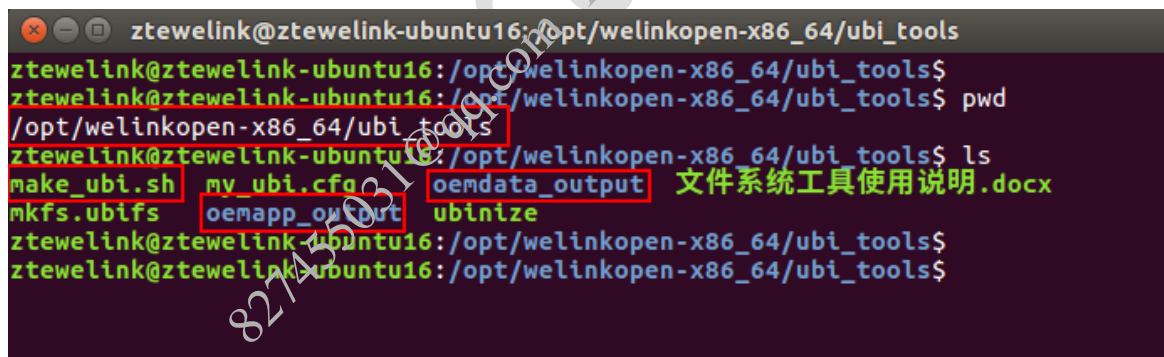 ztewelink@ztewelink-ubuntu16: /opt/welinkopen-x86_64/ubi_tools
ztewelink@ztewelink-ubuntu16:/opt/welinkopen-x86_64/ubi_tools$
ztewelink@ztewelink-ubuntu16:/opt/welinkopen-x86_64/ubi_tools$ pwd
/opt/welinkopen-x86_64/ubi_tools
ztewelink@ztewelink-ubuntu16:/opt/welinkopen-x86_64/ubi_tools$ ls
make_ubi.sh my_ubi.cfg oemdata_output 文件系统工具使用说明.docx
mkfs.ubifs oemapp_output ubinize
ztewelink@ztewelink-ubuntu16:/opt/welinkopen-x86_64/ubi_tools$
ztewelink@ztewelink-ubuntu16:/opt/welinkopen-x86_64/ubi_tools$
827455031@qq.com